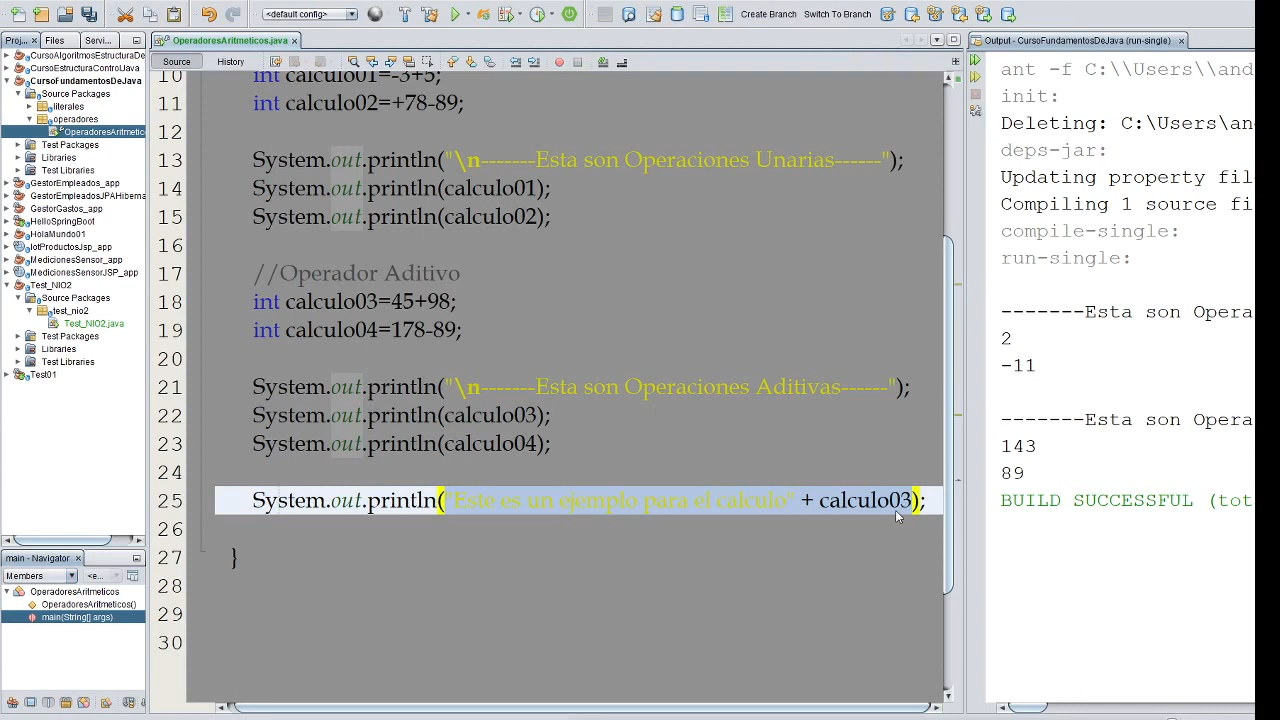 <default config>
Create Branch
Switch To Branch
Proj...
Files
Servi...
CursoAlgoritmosEstructuraDe
CursoEstructuraControlJava
CursoFundamentosDeJava
Source Packages
literales
operadores
OperadoresAritmetic
Test Packages
Libraries
Test Libraries
GestorEmpleados_app
GestorEmpleadosJPAHiberna
GestorGastos_app
HelloSpringBoot
HolaMundo01
IotProductosJsp_app
MedicionesSensor_app
MedicionesSensorJSP_app
Test_NIO2
Source Packages
test_nio2
Test_NIO2.java
Test Packages
Libraries
Test Libraries
Test01
main - Navigator
Members
<e...
OperadoresAritmeticos
OperadoresAritmeticos()
main(String[] args)
OperadoresAritmeticos.java
Source
History
10 int calculo01=-3+5;
11 int calculo02=+78-89;
12
13 System.out.println("\n-------Esta son Operaciones Unarias------");
14 System.out.println(calculo01);
15 System.out.println(calculo02);
16
17 //Operador Aditivo
18 int calculo03=45+98;
19 int calculo04=178-89;
20
21 System.out.println("\n-------Esta son Operaciones Aditivas------");
22 System.out.println(calculo03);
23 System.out.println(calculo04);
24
25 System.out.println("Este es un ejemplo para el calculo" + calculo03);
26
27 }
28
29
30
Output - CursoFundamentosDeJava (run-single)
ant -f C:\\Users\\and
init:
Deleting: C:\Users\an
deps-jar:
Updating property fil
Compiling 1 source fi
compile-single:
run-single:
-------Esta son Opera
2
-11
-------Esta son Opera
143
89
BUILD SUCCESSFUL (tot